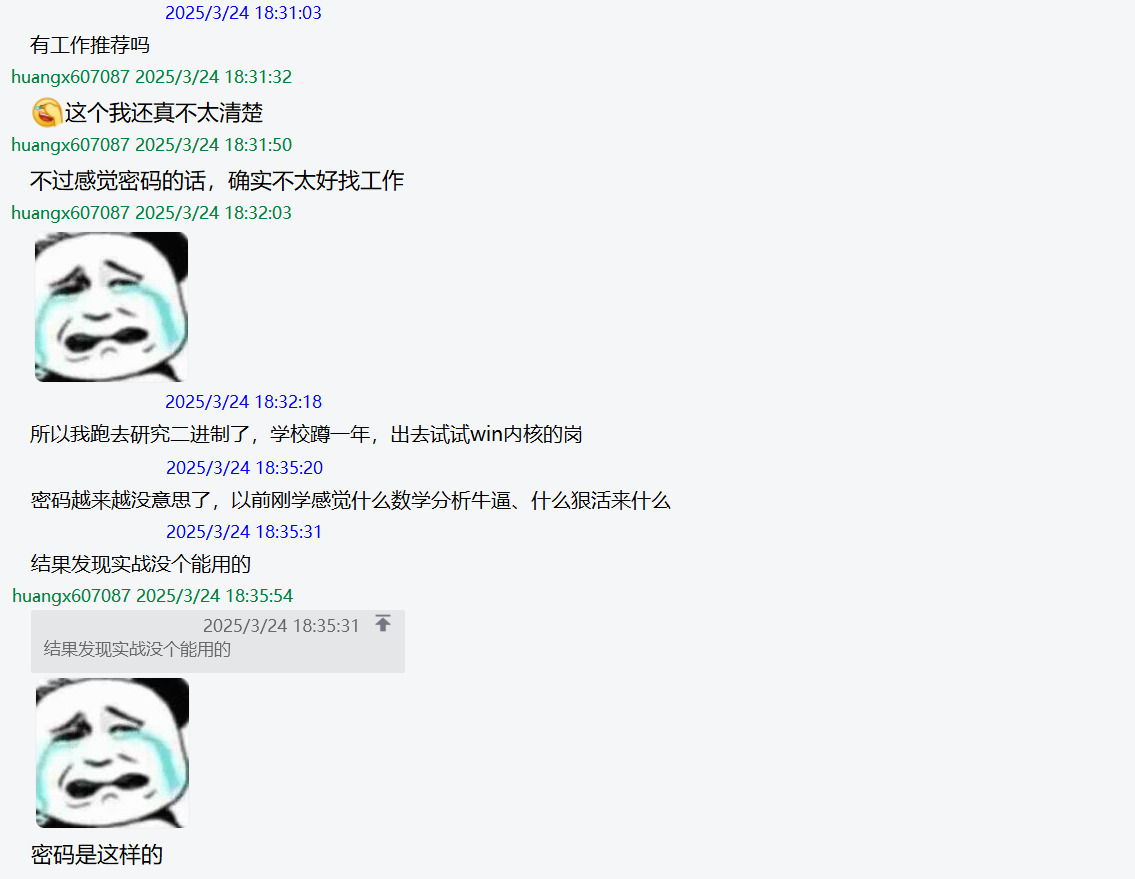 2025/3/24 18:31:03
有工作推荐吗
huangx607087 2025/3/24 18:31:32
这个我还真不太清楚
huangx607087 2025/3/24 18:31:50
不过感觉密码的话，确实不太好找工作
huangx607087 2025/3/24 18:32:03
2025/3/24 18:32:18
所以我跑去研究二进制了，学校蹲一年，出去试试win内核的岗
2025/3/24 18:35:20
密码越来越没意思了，以前刚学感觉什么数学分析牛逼、什么狠活来什么
2025/3/24 18:35:31
结果发现实战没个能用的
huangx607087 2025/3/24 18:35:54
2025/3/24 18:35:31
结果发现实战没个能用的
密码是这样的